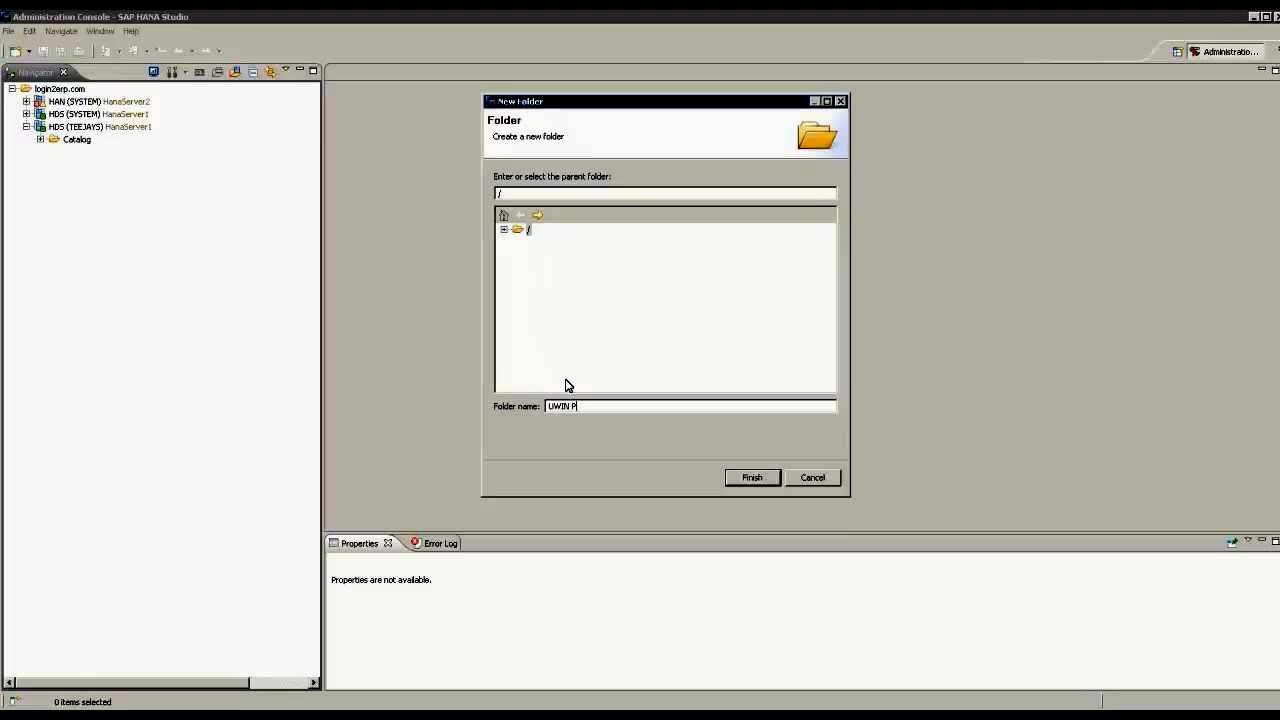 Administration Console - SAP HANA Studio
File Edit Navigate Window Help
Administratio...
Navigator
login2erp.com
HAN (SYSTEM) HanaServer2
HDS (SYSTEM) HanaServer1
HDS (TEEJAYS) HanaServer1
Catalog
New Folder
Folder
Create a new folder
Enter or select the parent folder:
/
/
Folder name: UWIN P
Finish Cancel
Properties Error Log
Properties are not available.
0 items selected